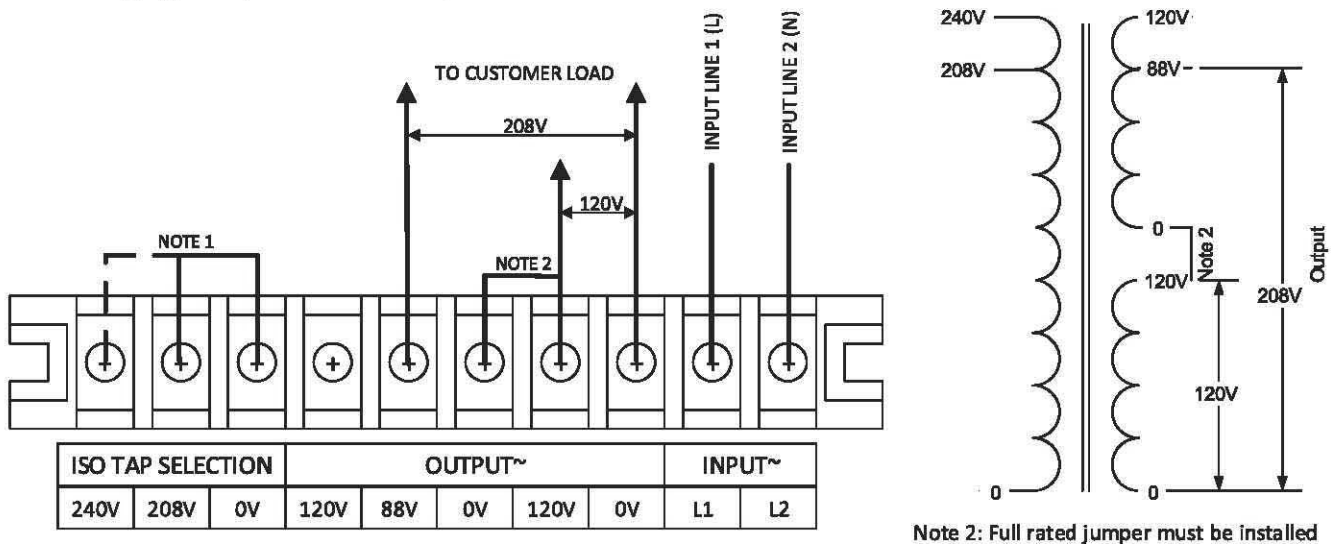 TO CUSTOMER LOAD
208V
120V
INPUT LINE 1 (L)
INPUT LINE 2 (N)
NOTE 1
NOTE 2
ISO TAP SELECTION OUTPUT~ INPUT~
240V 208V 0V 120V 88V 0V 120V 0V L1 L2
240V
208V
0
120V
88V
0
Note 2
120V
120V
0
208V
Output
Note 2: Full rated jumper must be installed